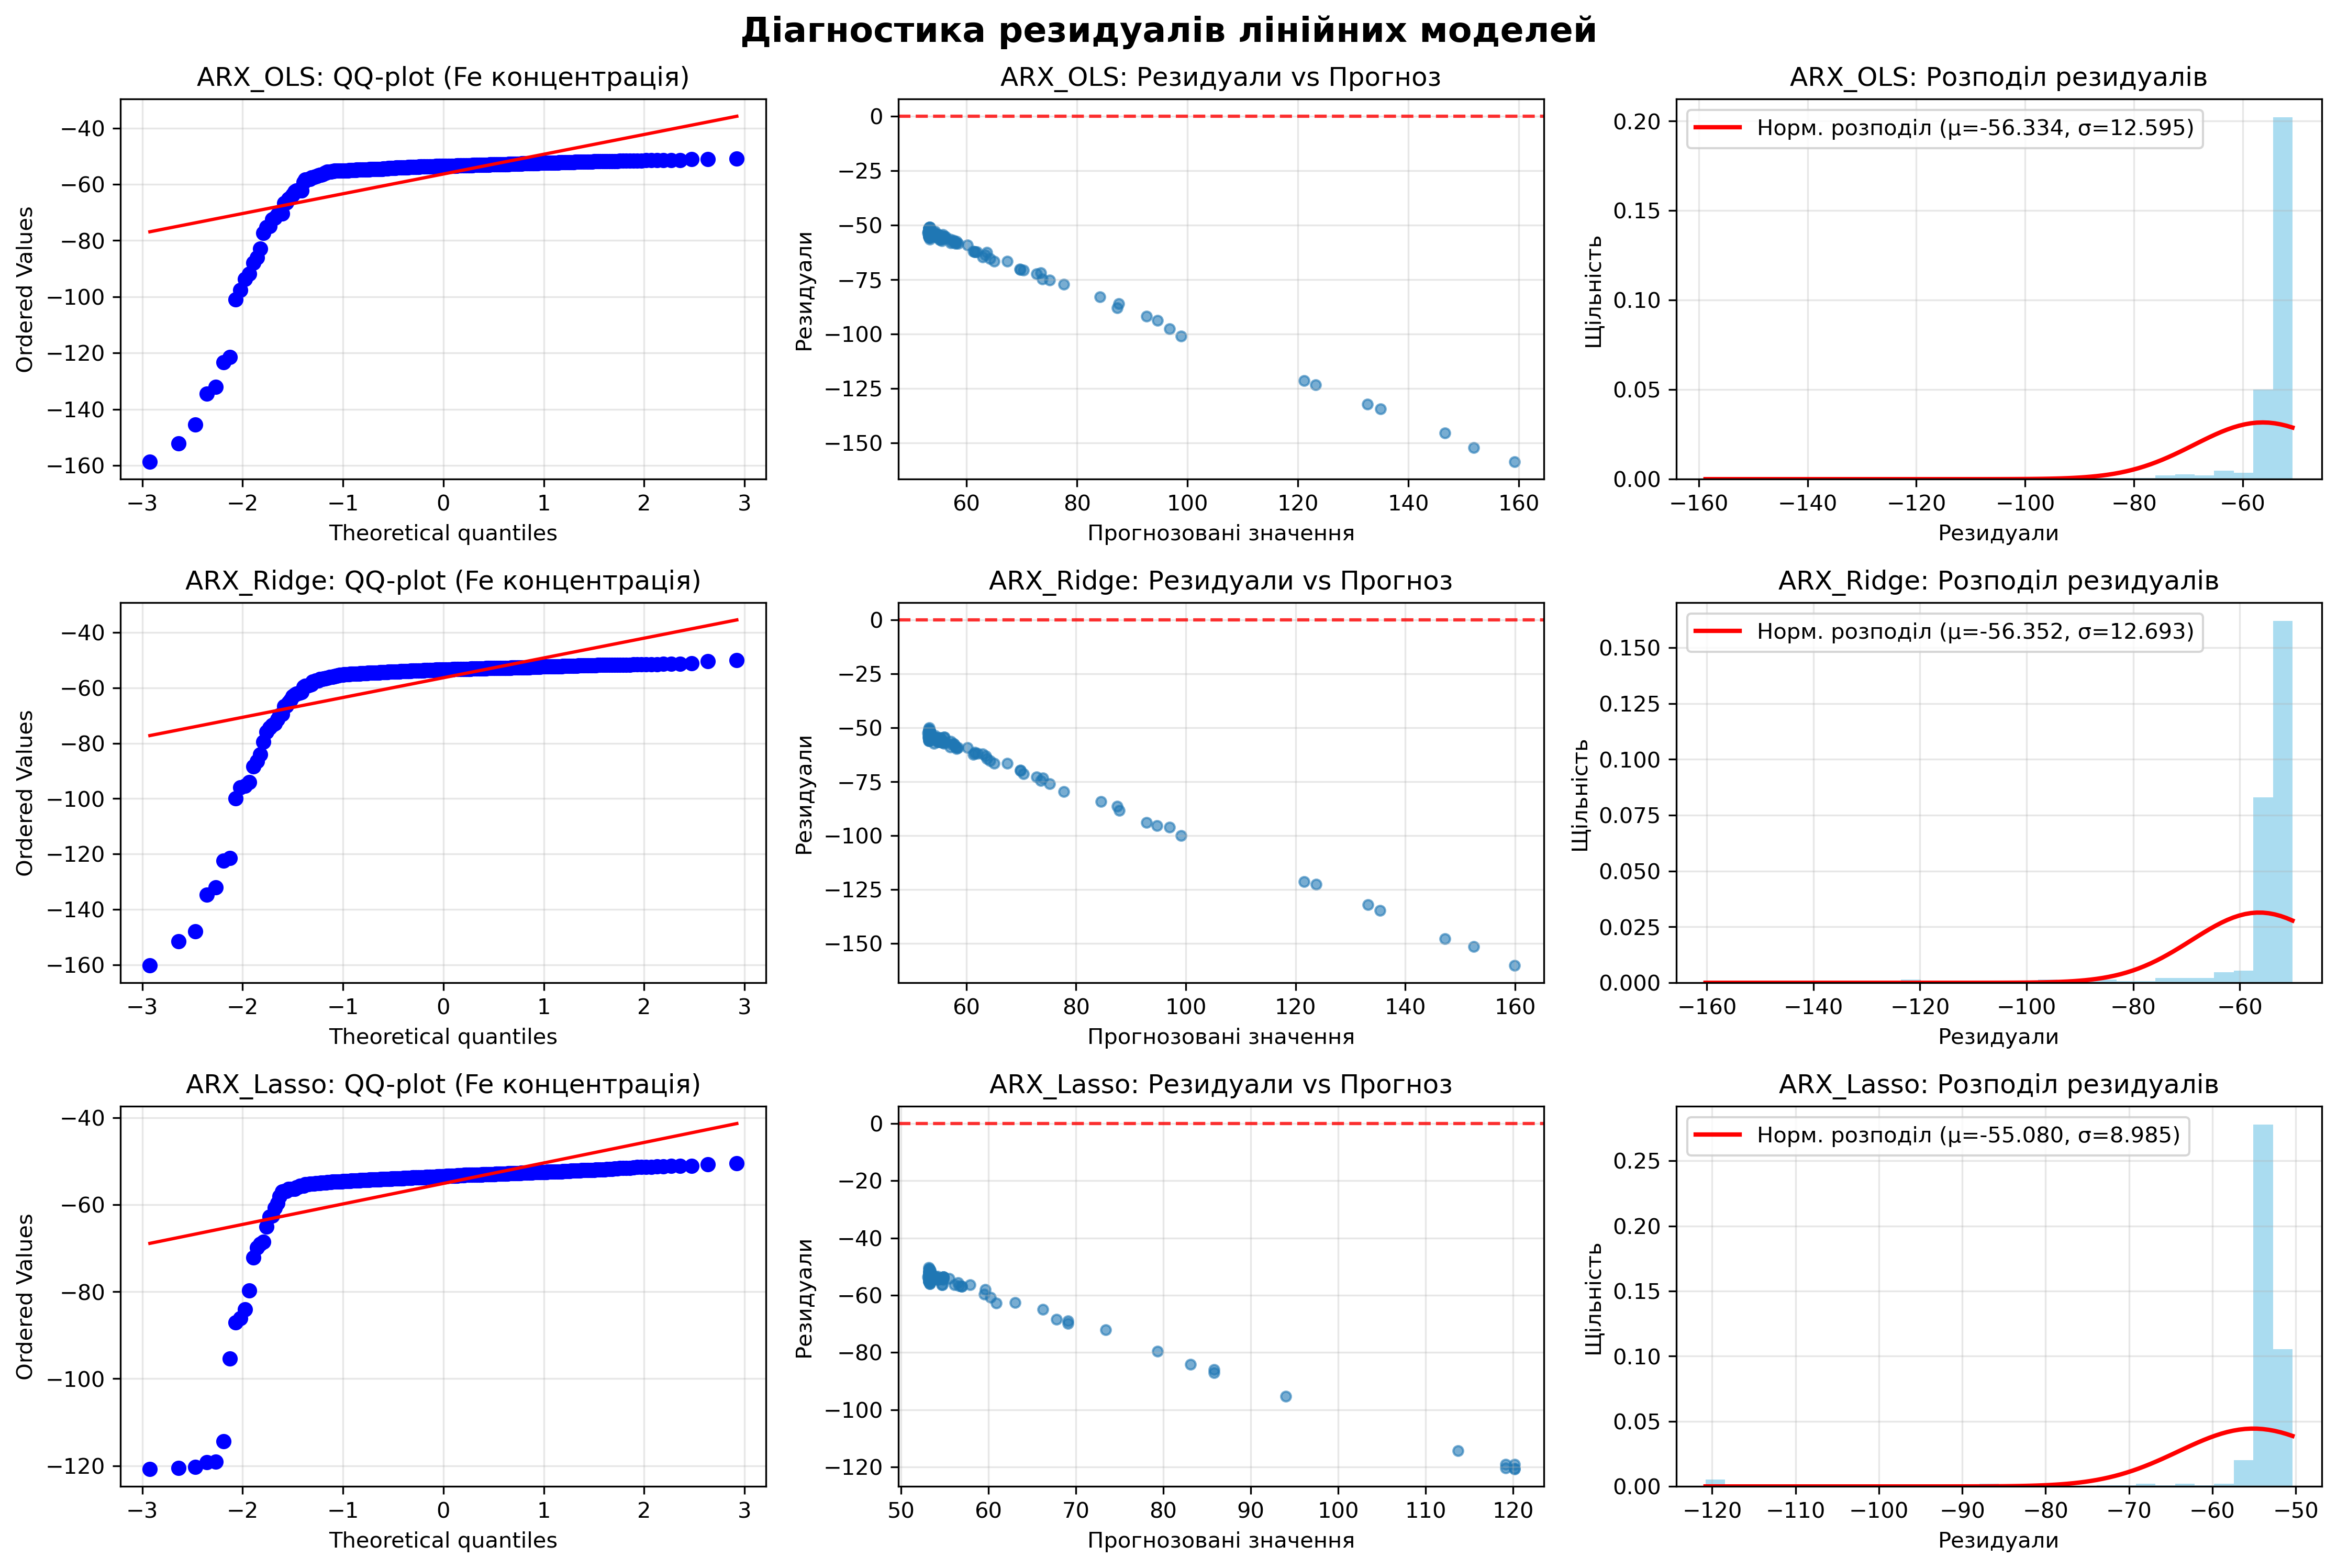 Діагностика резидуалів лінійних моделей
ARX_OLS: QQ-plot (Fe концентрація)
Ordered Values
−40
−60
−80
−100
−120
−140
−160
−3 −2 −1 0 1 2 3
Theoretical quantiles
ARX_OLS: Резидуали vs Прогноз
Резидуали
0
−25
−50
−75
−100
−125
−150
60 80 100 120 140 160
Прогнозовані значення
ARX_OLS: Розподіл резидуалів
Норм. розподіл (μ=-56.334, σ=12.595)
Щільність
0.20
0.15
0.10
0.05
0.00
−160 −140 −120 −100 −80 −60
Резидуали
ARX_Ridge: QQ-plot (Fe концентрація)
Ordered Values
−40
−60
−80
−100
−120
−140
−160
−3 −2 −1 0 1 2 3
Theoretical quantiles
ARX_Ridge: Резидуали vs Прогноз
Резидуали
0
−25
−50
−75
−100
−125
−150
60 80 100 120 140 160
Прогнозовані значення
ARX_Ridge: Розподіл резидуалів
Норм. розподіл (μ=-56.352, σ=12.693)
Щільність
0.150
0.125
0.100
0.075
0.050
0.025
0.000
−160 −140 −120 −100 −80 −60
Резидуали
ARX_Lasso: QQ-plot (Fe концентрація)
Ordered Values
−40
−60
−80
−100
−120
−3 −2 −1 0 1 2 3
Theoretical quantiles
ARX_Lasso: Резидуали vs Прогноз
Резидуали
0
−20
−40
−60
−80
−100
−120
50 60 70 80 90 100 110 120
Прогнозовані значення
ARX_Lasso: Розподіл резидуалів
Норм. розподіл (μ=-55.080, σ=8.985)
Щільність
0.25
0.20
0.15
0.10
0.05
0.00
−120 −110 −100 −90 −80 −70 −60 −50
Резидуали